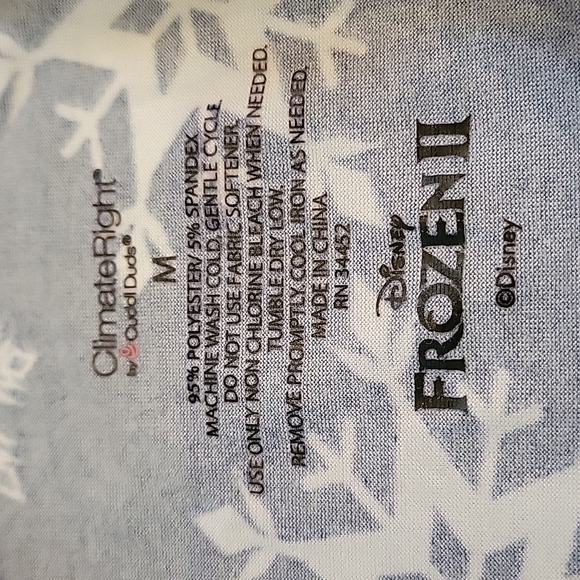 ClimateRight®
by Cuddl Duds®
M
95% POLYESTER/ 5% SPANDEX
MACHINE WASH COLD, GENTLE CYCLE
DO NOT USE FABRIC SOFTENER.
USE ONLY NON CHLORINE BLEACH WHEN NEEDED.
TUMBLE DRY LOW.
REMOVE PROMPTLY. COOL IRON AS NEEDED.
MADE IN CHINA
RN 34652
Disney
FROZEN II
©Disney